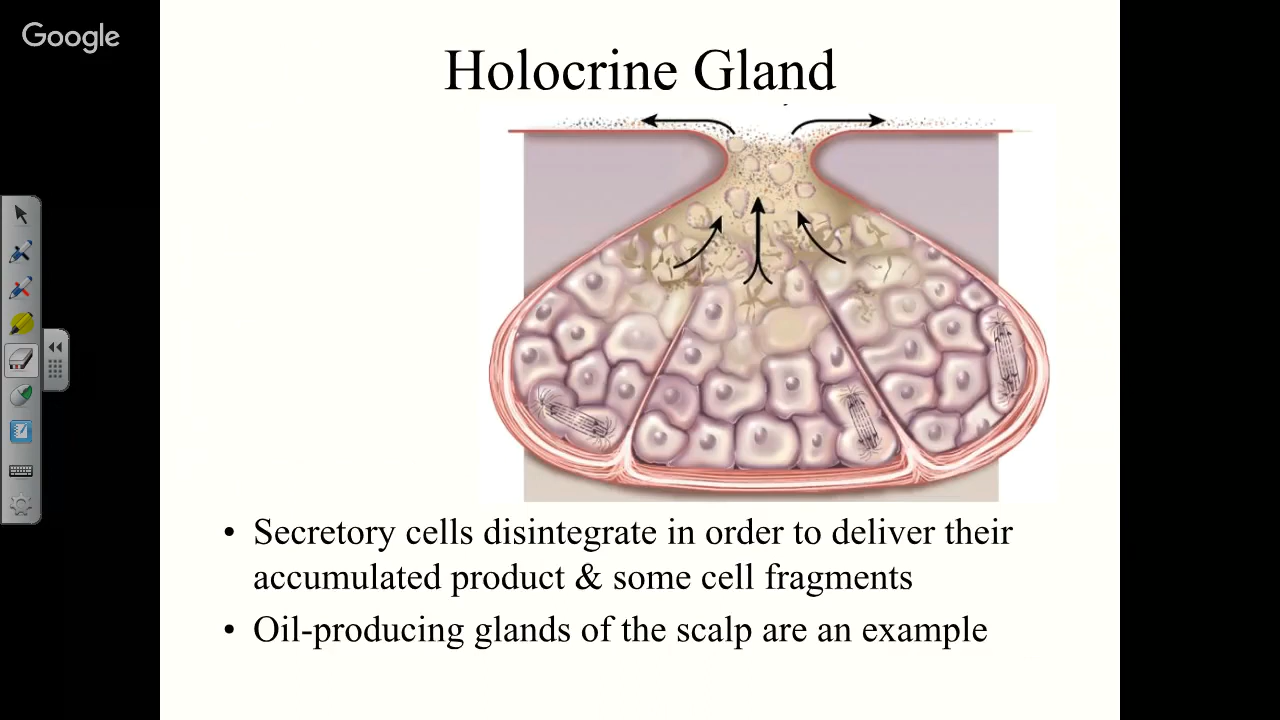 Google
Holocrine Gland
• Secretory cells disintegrate in order to deliver their
accumulated product & some cell fragments
• Oil-producing glands of the scalp are an example